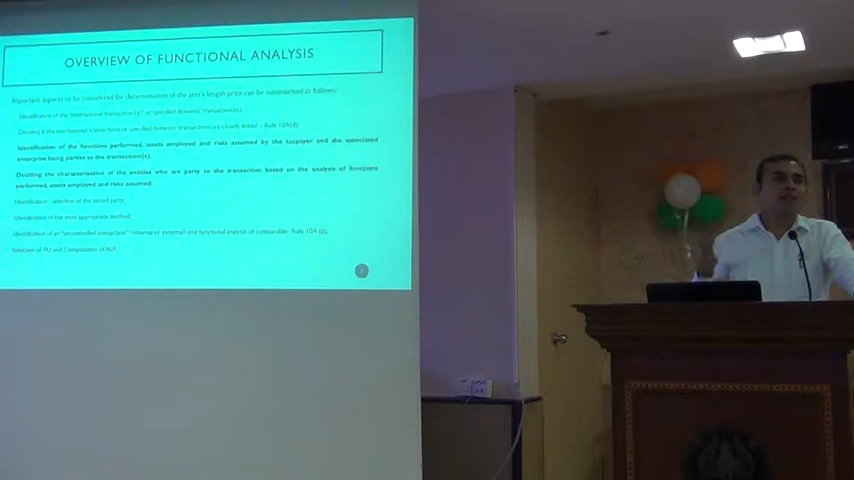 OVERVIEW OF FUNCTIONAL ANALYSIS
Important aspects to be considered for determination of the arm's length price can be summarised as follows:
Identification of the "international transaction (s)" or specified domestic transaction(s);
Deciding if the international transactions or specified domestic transactions are closely linked – Rule 10A(d);
Identification of the functions performed, assets employed and risks assumed by the taxpayer and the associated
enterprise being parties to the transaction(s);
Deciding the characterisation of the entities who are party to the transaction based on the analysis of functions
performed, assets employed and risks assumed;
Identification / selection of the tested party;
Identification of the most appropriate method;
Identification of an "uncontrolled transaction" (internal or external) and functional analysis of comparable- Rule 10A (a);
Selection of PLI and Computation of ALP